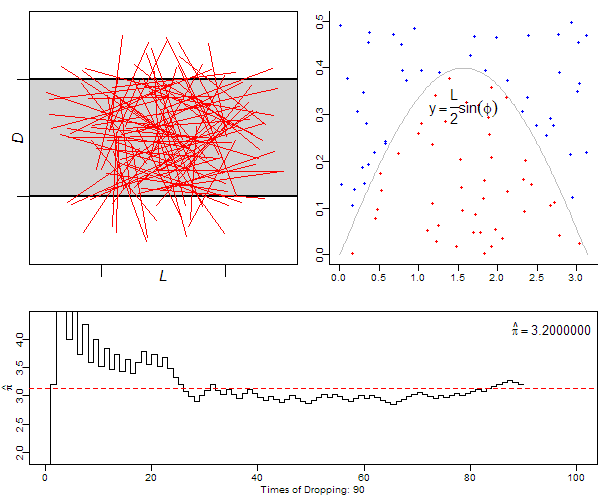 D
L
0.5
0.4
0.3
0.2
0.1
0.0
y = L/2 sin(ϕ)
0.0 0.5 1.0 1.5 2.0 2.5 3.0
π̂ = 3.2000000
4.0
3.5
3.0
2.5
2.0
π̂
0 20 40 60 80 100
Times of Dropping: 90